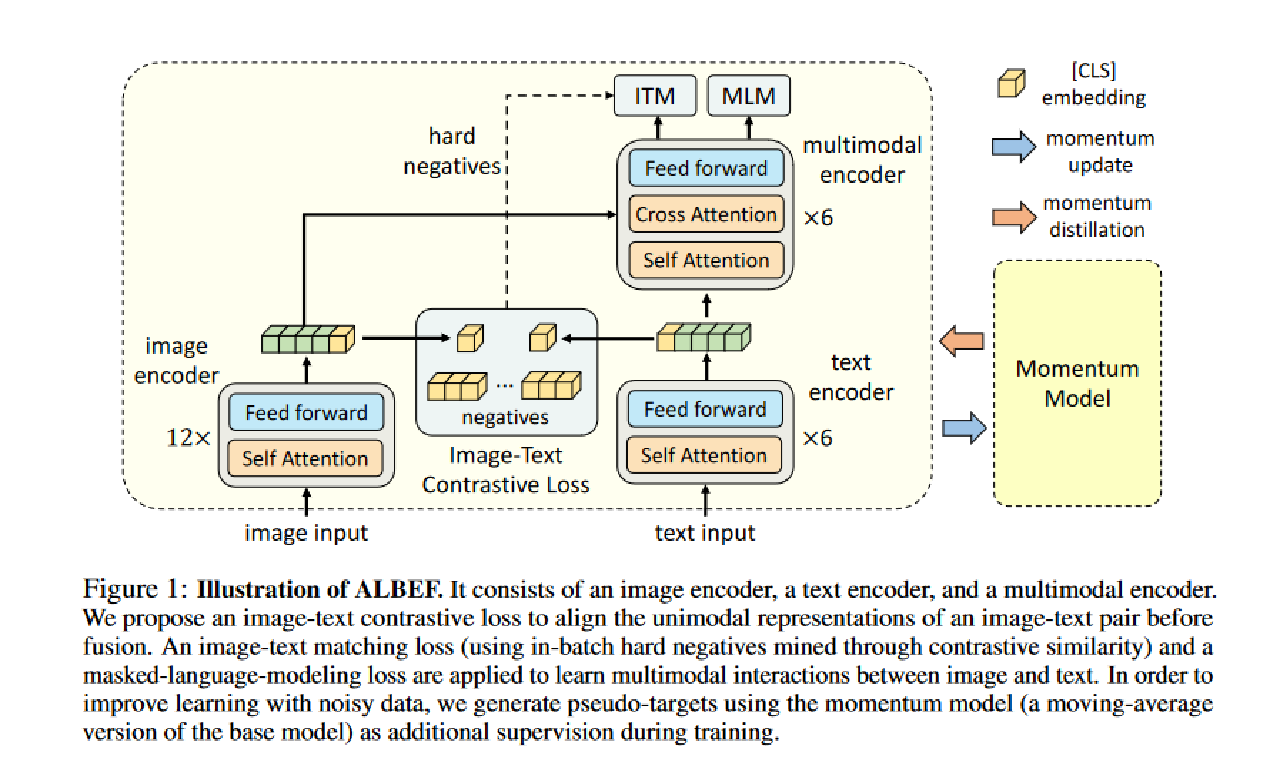 ITM
MLM
[CLS]
embedding
hard
negatives
multimodal
encoder
momentum
update
Feed forward
Cross Attention
×6
Self Attention
momentum
distillation
image
encoder
text
encoder
Momentum
Model
Feed forward
12×
Self Attention
...
negatives
Image-Text
Contrastive Loss
Feed forward
×6
Self Attention
image input
text input
Figure 1: Illustration of ALBEF. It consists of an image encoder, a text encoder, and a multimodal encoder.
We propose an image-text contrastive loss to align the unimodal representations of an image-text pair before
fusion. An image-text matching loss (using in-batch hard negatives mined through contrastive similarity) and a
masked-language-modeling loss are applied to learn multimodal interactions between image and text. In order to
improve learning with noisy data, we generate pseudo-targets using the momentum model (a moving-average
version of the base model) as additional supervision during training.